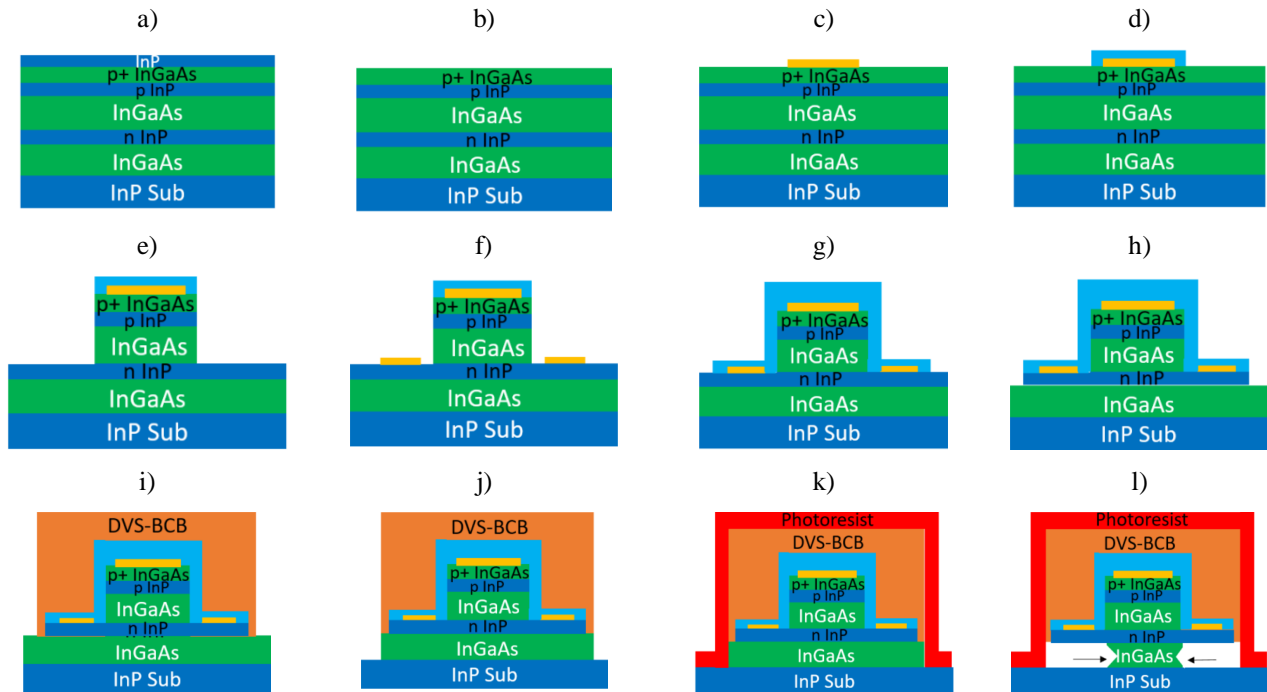 a)
b)
c)
d)
InP
p+ InGaAs
p InP
InGaAs
n InP
InGaAs
InP Sub
p+ InGaAs
p InP
InGaAs
n InP
InGaAs
InP Sub
p+ InGaAs
p InP
InGaAs
n InP
InGaAs
InP Sub
p+ InGaAs
p InP
InGaAs
n InP
InGaAs
InP Sub
e)
f)
g)
h)
p+ InGaAs
p InP
InGaAs
n InP
InGaAs
InP Sub
p+ InGaAs
p InP
InGaAs
n InP
InGaAs
InP Sub
p+ InGaAs
p InP
InGaAs
n InP
InGaAs
InP Sub
p+ InGaAs
p InP
InGaAs
n InP
InGaAs
InP Sub
i)
j)
k)
l)
DVS-BCB
p+ InGaAs
p InP
InGaAs
n InP
InGaAs
InP Sub
DVS-BCB
p+ InGaAs
p InP
InGaAs
n InP
InGaAs
InP Sub
Photoresist
DVS-BCB
p+ InGaAs
p InP
InGaAs
n InP
InGaAs
InP Sub
Photoresist
DVS-BCB
p+ InGaAs
p InP
InGaAs
n InP
InGaAs
InP Sub